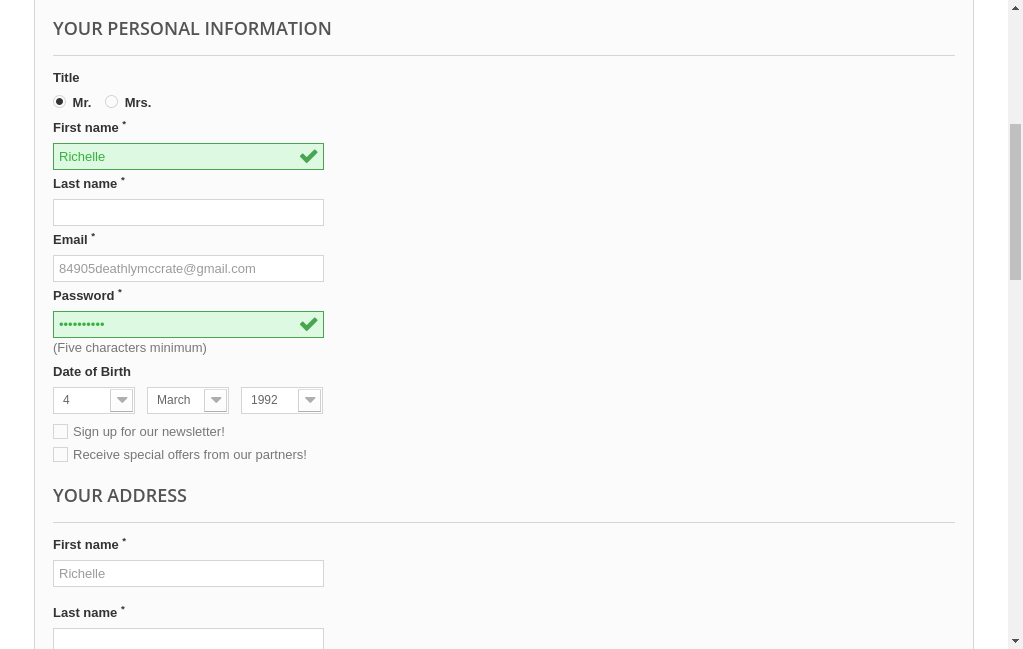 YOUR PERSONAL INFORMATION
Title
Mr. Mrs.
First name *
Richelle
Last name *
Email *
84905deathlymccrate@gmail.com
Password *
••••••••••
(Five characters minimum)
Date of Birth
4 March 1992
Sign up for our newsletter!
Receive special offers from our partners!
YOUR ADDRESS
First name *
Richelle
Last name *